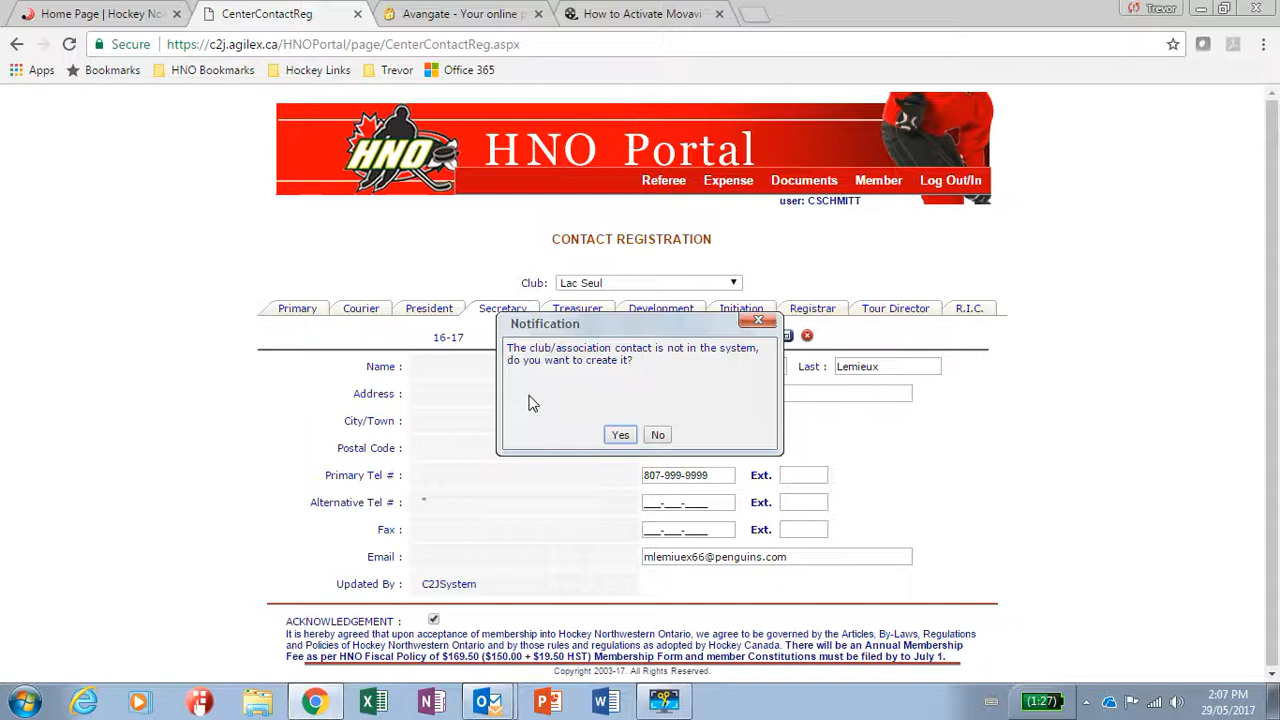 Home Page | Hockey Nc
CenterContactReg
Avangate - Your online p
How to Activate Movavi
Trevor
Secure
https://c2j.agilex.ca/HNOPortal/page/CenterContactReg.aspx
Apps
Bookmarks
HNO Bookmarks
Hockey Links
Trevor
Office 365
HNO
HNO Portal
Referee Expense Documents Member Log Out/In
user: CSCHMITT
CONTACT REGISTRATION
Club: Lac Seul
Primary Courier President Secretary Treasurer Development Initiation Registrar Tour Director R.I.C.
16-17
Notification
The club/association contact is not in the system,
do you want to create it?
Yes No
Name : Last : Lemieux
Address :
City/Town :
Postal Code :
Primary Tel # : 807-999-9999 Ext.
Alternative Tel # : " ___-___-____ Ext.
Fax : ___-___-____ Ext.
Email : mlemiuex66@penguins.com
Updated By : C2JSystem
ACKNOWLEDGEMENT :
It is hereby agreed that upon acceptance of membership into Hockey Northwestern Ontario, we agree to be governed by the Articles, By-Laws, Regulations
and Policies of Hockey Northwestern Ontario and by those rules and regulations as adopted by Hockey Canada. There will be an Annual Membership
Fee as per HNO Fiscal Policy of $169.50 ($150.00 + $19.50 HST) Membership Form and member Constitutions must be filed by to July 1.
Copyright 2003-17. All Rights Reserved.
(1:27)
2:07 PM
29/05/2017